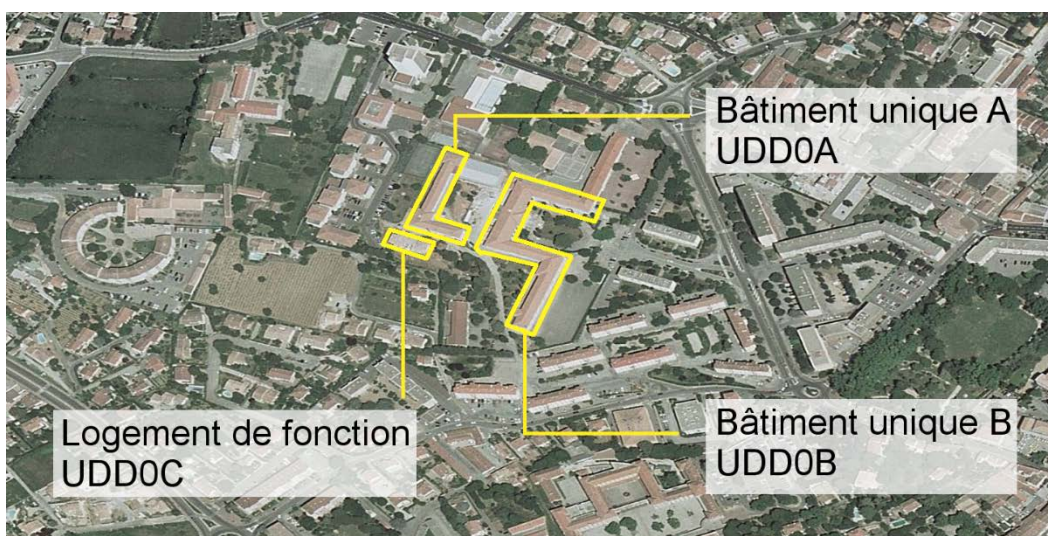 Bâtiment unique A
UDD0A
Logement de fonction
UDD0C
Bâtiment unique B
UDD0B